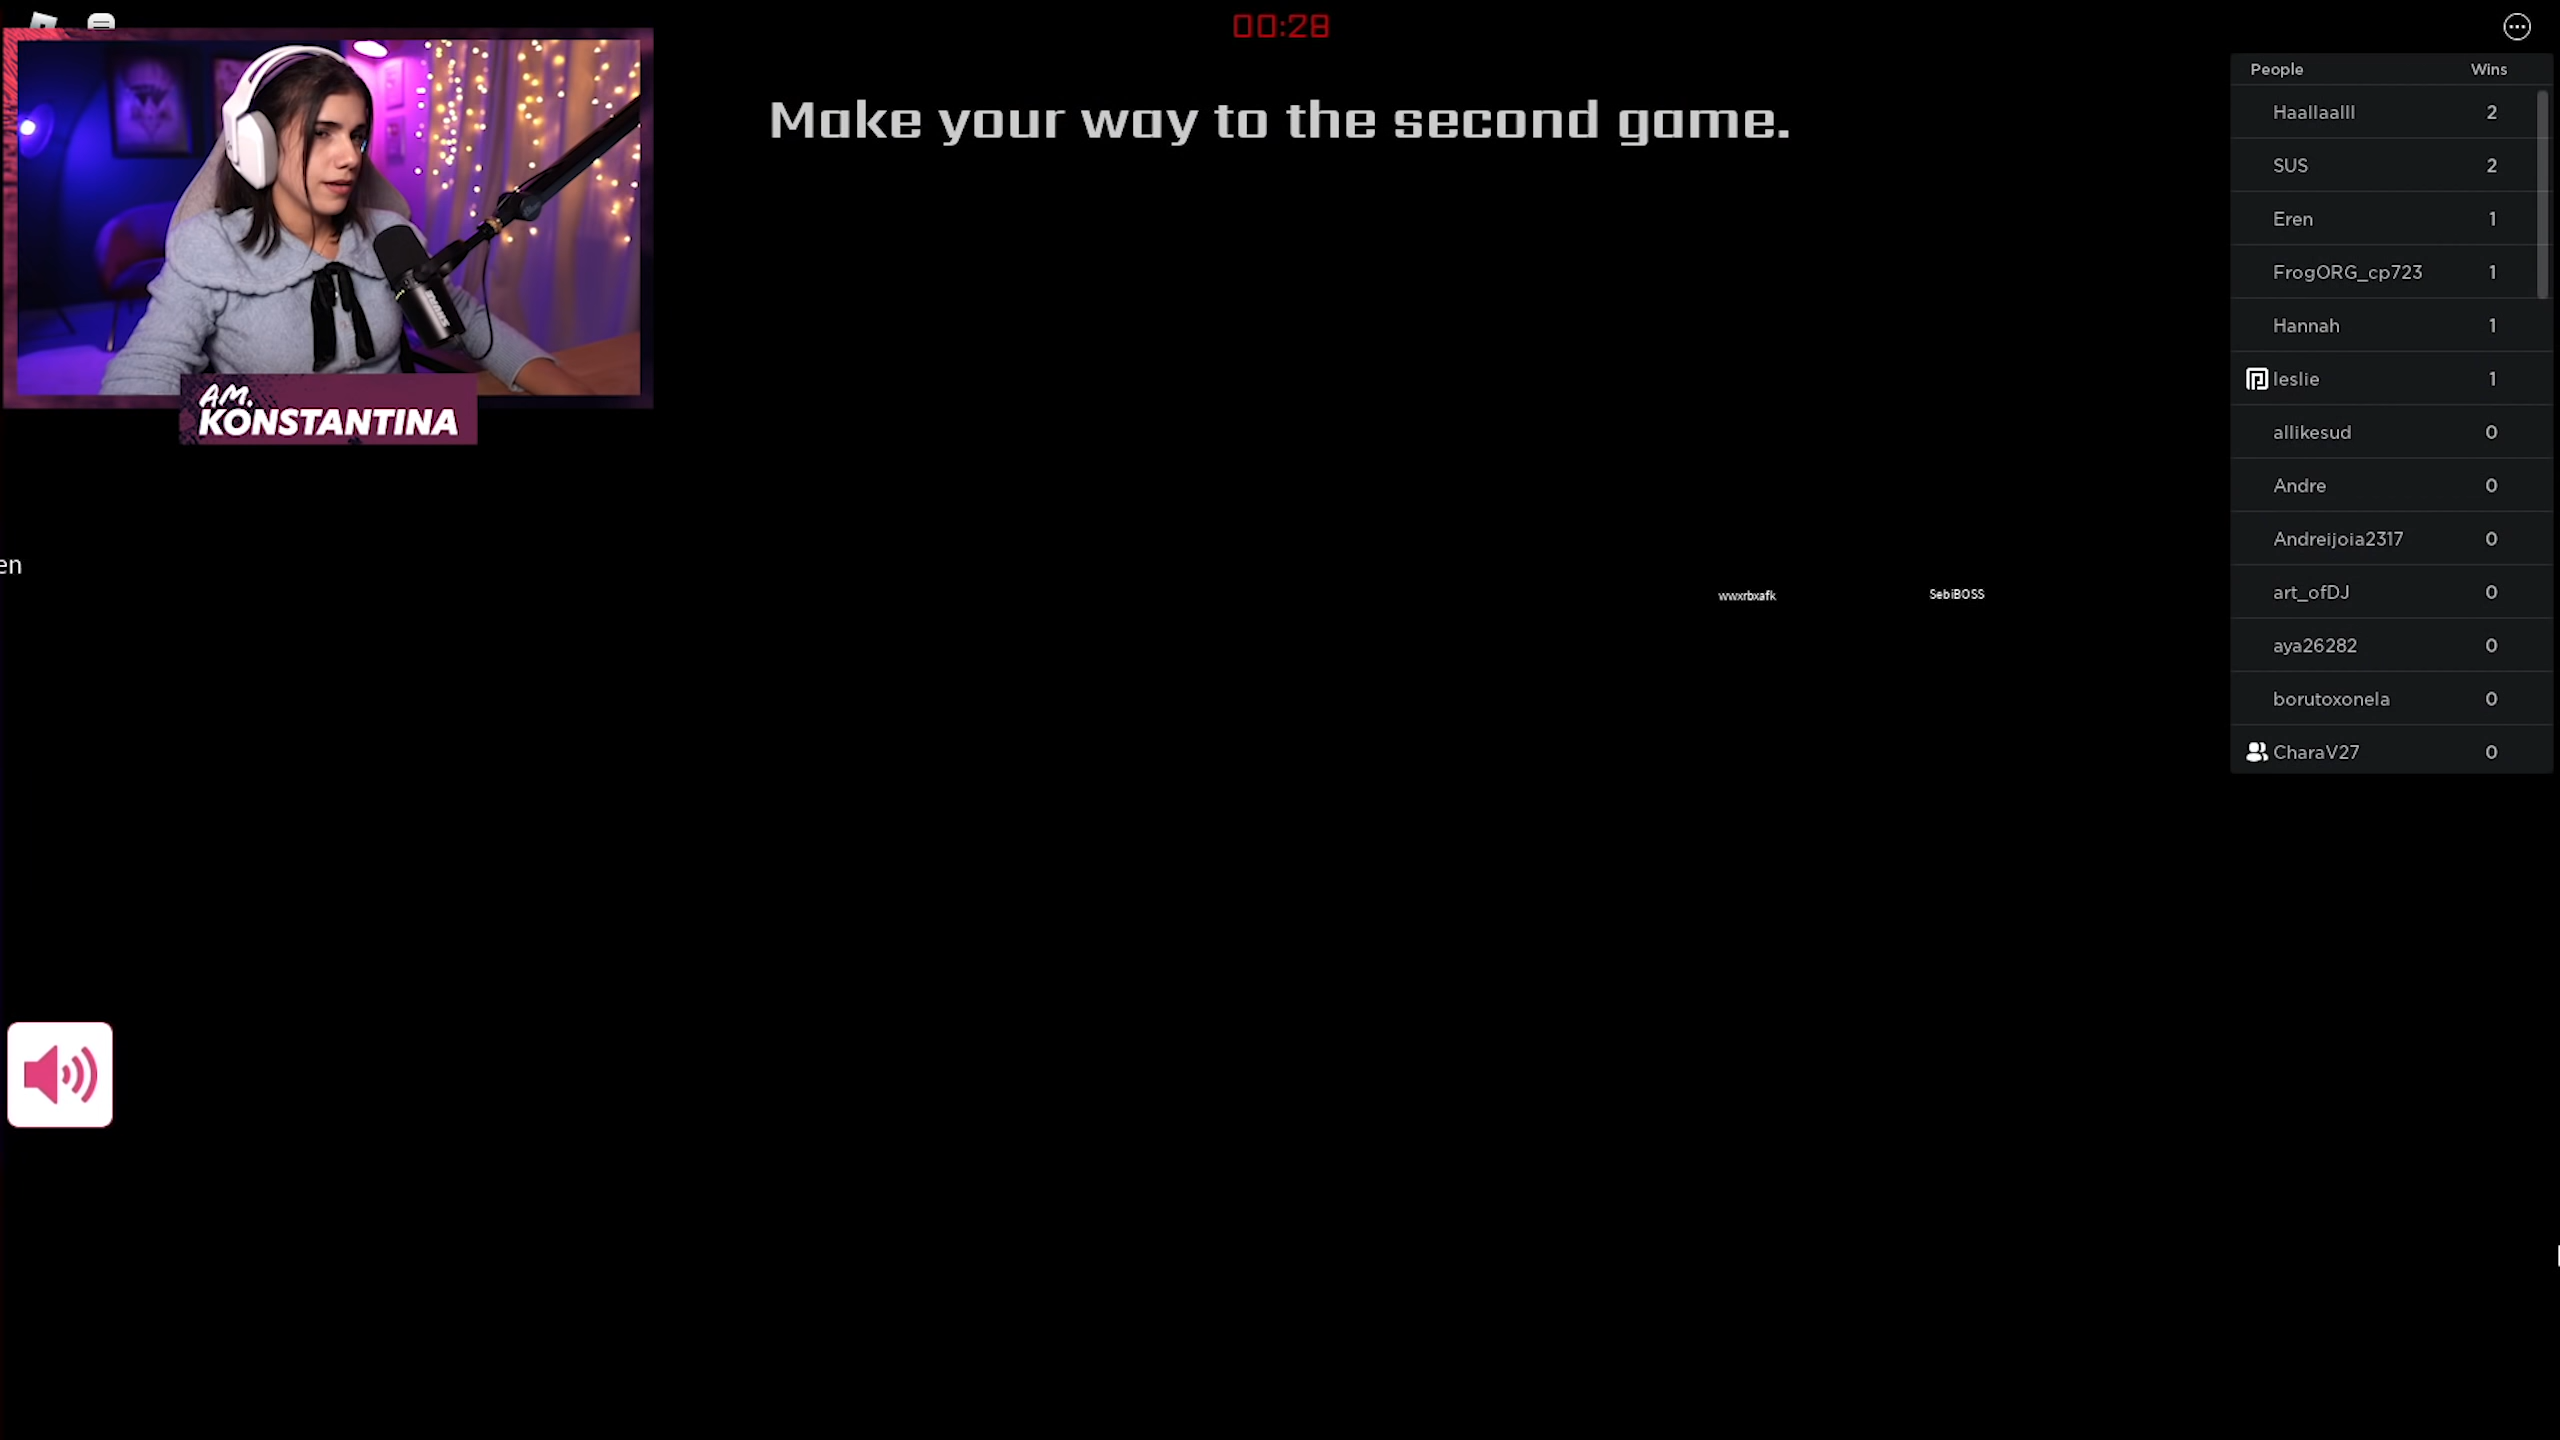 00:28
Make your way to the second game.
AM.
KONSTANTINA
People Wins
Haallaalll 2
SUS 2
Eren 1
FrogORG_cp723 1
Hannah 1
leslie 1
allikesud 0
Andre 0
Andreijoia2317 0
art_ofDJ 0
aya26282 0
borutoxonela 0
CharaV27 0
en
wwxrbxafk
SebiBOSS